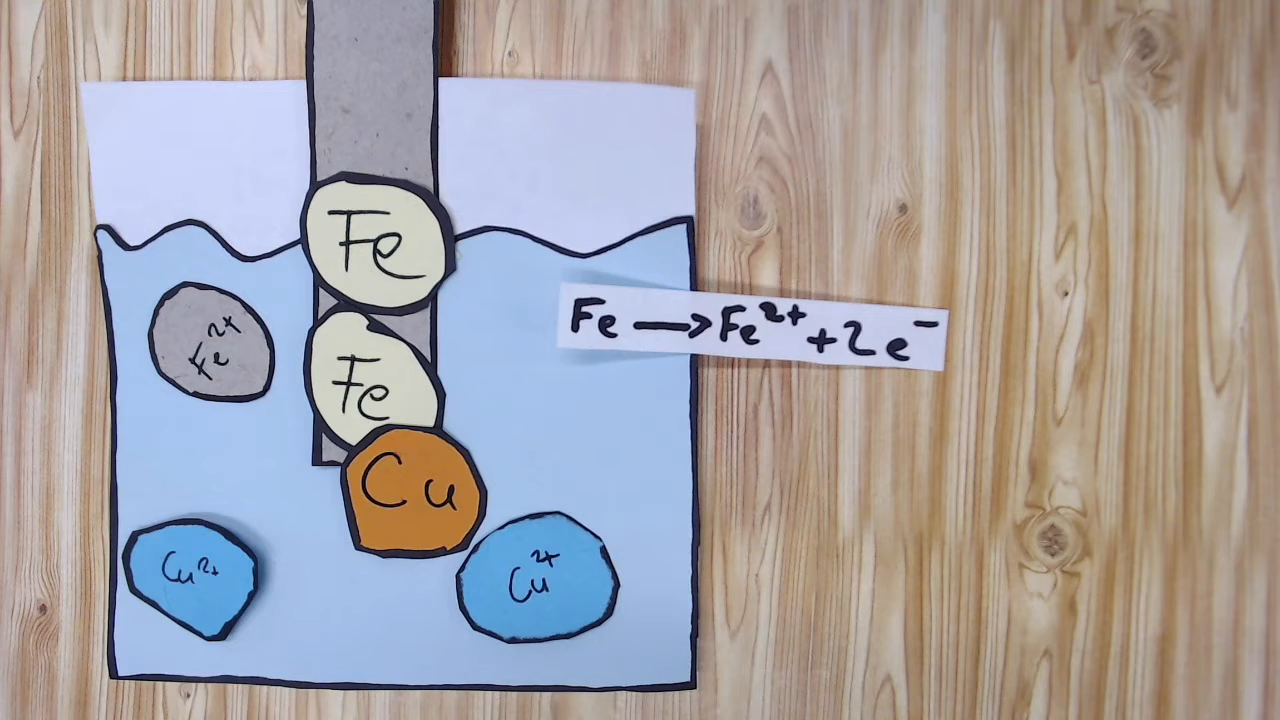 Fe
Fe²⁺
Fe → Fe²⁺ + 2e⁻
Fe
Cu
Cu²⁺
Cu²⁺